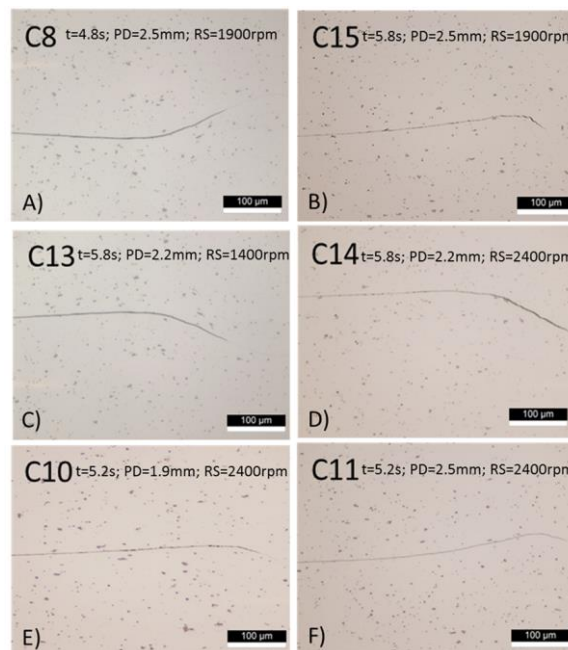 C8 t=4.8s; PD=2.5mm; RS=1900rpm
100 µm
A)
C15 t=5.8s; PD=2.5mm; RS=1900rpm
100 µm
B)
C13 t=5.8s; PD=2.2mm; RS=1400rpm
100 µm
C)
C14 t=5.8s; PD=2.2mm; RS=2400rpm
100 µm
D)
C10 t=5.2s; PD=1.9mm; RS=2400rpm
100 µm
E)
C11 t=5.2s; PD=2.5mm; RS=2400rpm
100 µm
F)